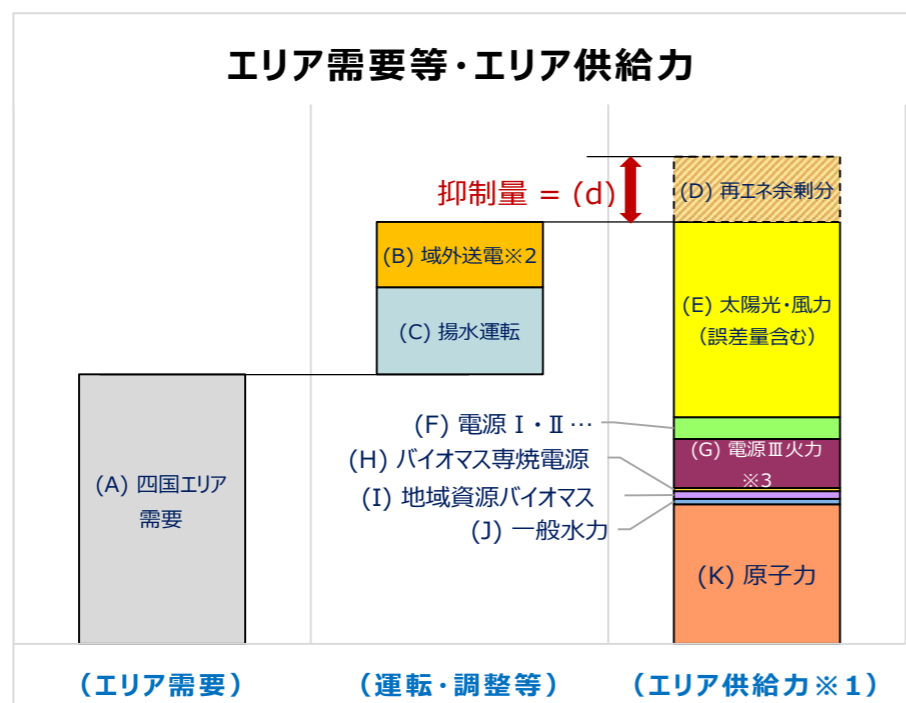 エリア需要等・エリア供給力
抑制量 = (d)
(D) 再エネ余剰分
(B) 域外送電※2
(C) 揚水運転
(E) 太陽光・風力
（誤差量含む）
(F) 電源 Ⅰ・Ⅱ …
(G) 電源Ⅲ火力
※3
(H) バイオマス専焼電源
(I) 地域資源バイオマス
(J) 一般水力
(A) 四国エリア
需要
(K) 原子力
（エリア需要）
（運転・調整等）
（エリア供給力※１）